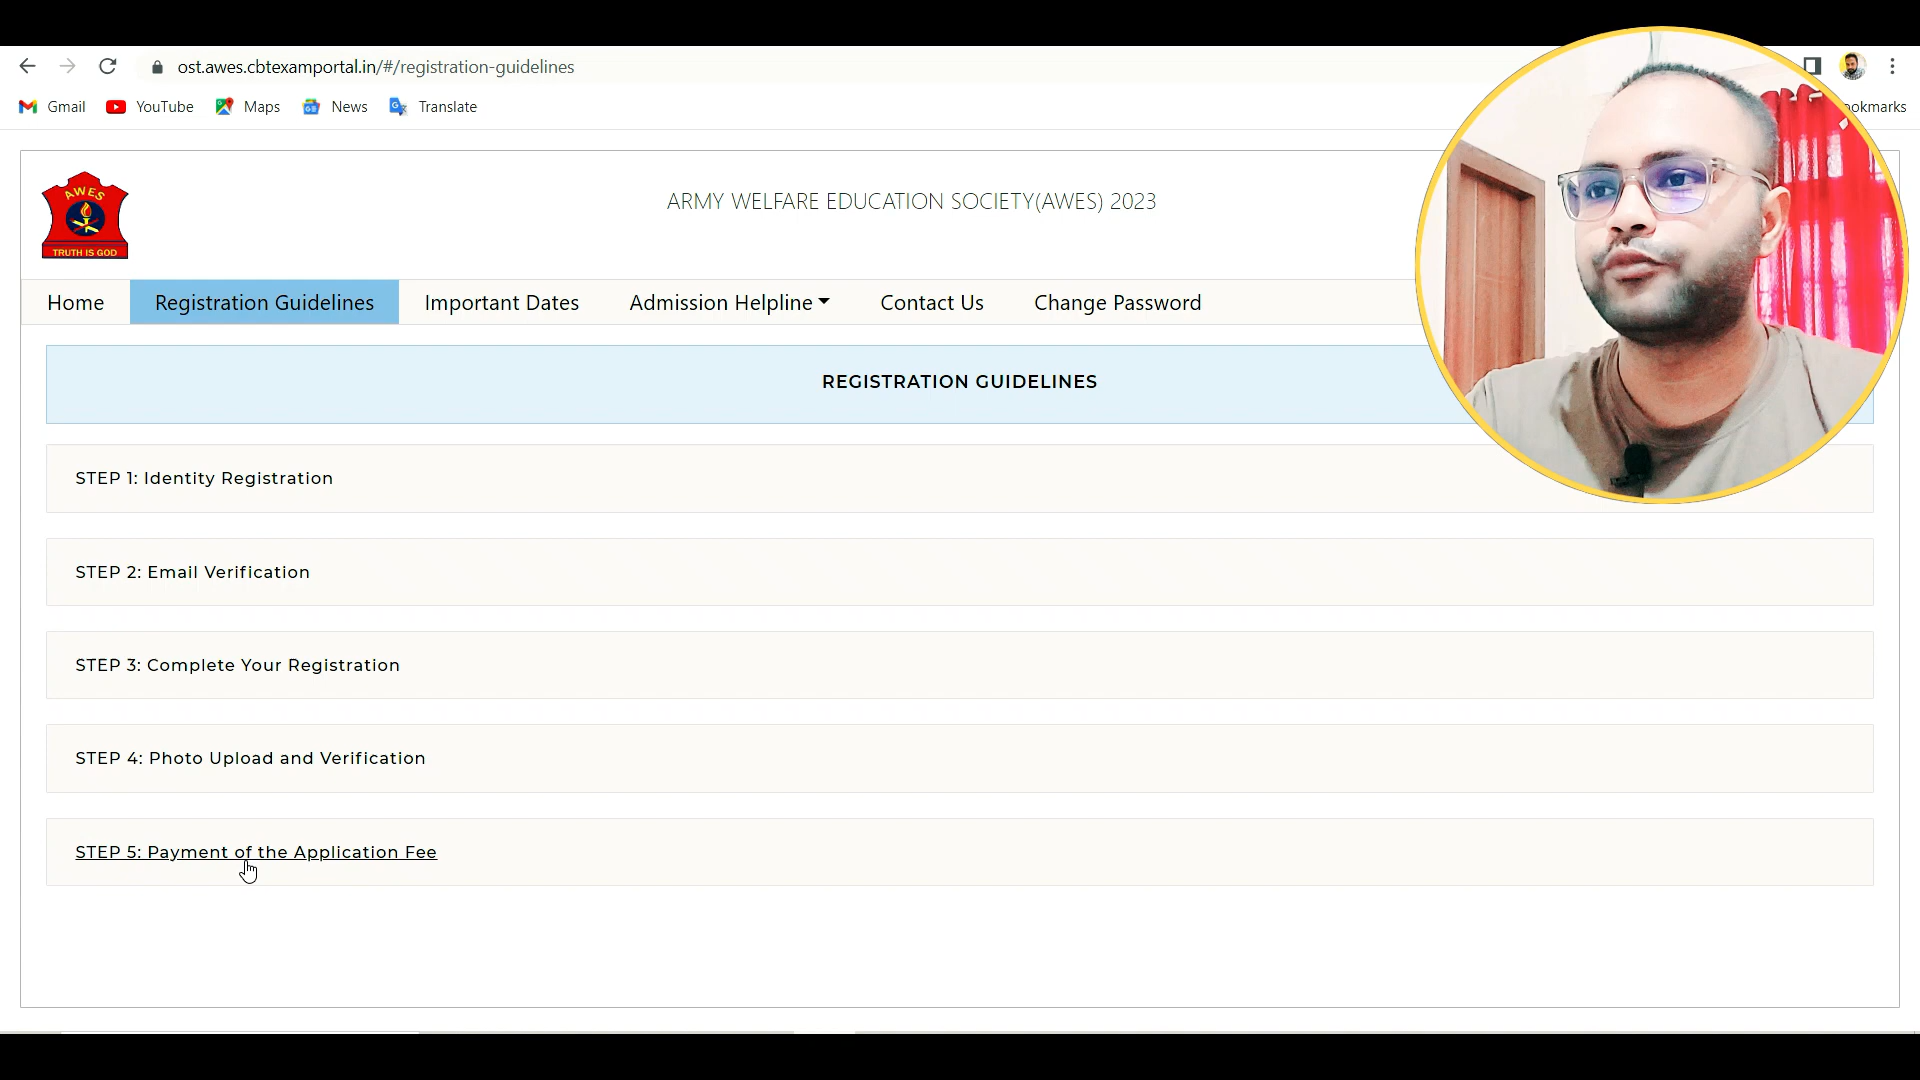 ost.awes.cbtexamportal.in/#/registration-guidelines
Gmail YouTube Maps News Translate ookmarks
AWES
TRUTH IS GOD
ARMY WELFARE EDUCATION SOCIETY(AWES) 2023
Home Registration Guidelines Important Dates Admission Helpline Contact Us Change Password
REGISTRATION GUIDELINES
STEP 1: Identity Registration
STEP 2: Email Verification
STEP 3: Complete Your Registration
STEP 4: Photo Upload and Verification
STEP 5: Payment of the Application Fee